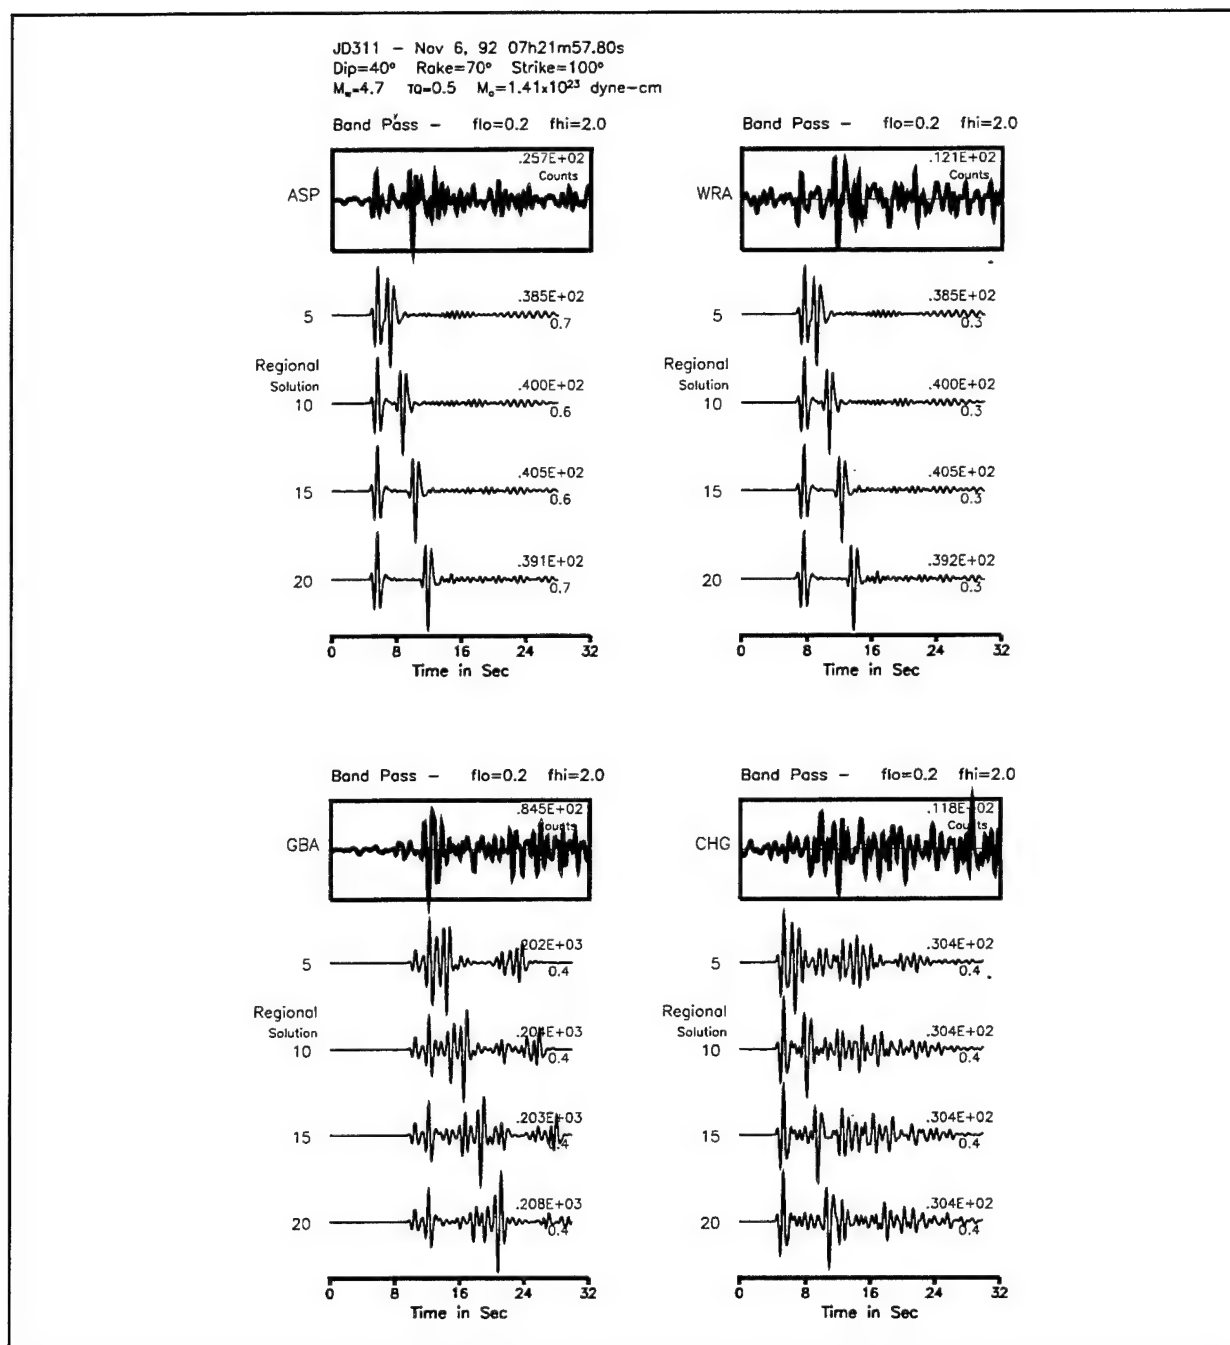 JD311 – Nov 6, 92 07h21m57.80s
Dip=40° Rake=70° Strike=100°
Mw=4.7 TQ=0.5 Mo=1.41x10²³ dyne-cm
Band Pass – flo=0.2 fhi=2.0
ASP
.257E+02
Counts
5
.385E+02
0.7
Regional
Solution
10
.400E+02
0.6
15
.405E+02
0.6
20
.391E+02
0.7
0 8 16 24 32
Time in Sec
Band Pass – flo=0.2 fhi=2.0
WRA
.121E+02
Counts
5
.385E+02
0.3
Regional
Solution
10
.400E+02
0.3
15
.405E+02
0.3
20
.392E+02
0.3
0 8 16 24 32
Time in Sec
Band Pass – flo=0.2 fhi=2.0
GBA
.845E+02
Counts
5
.202E+03
0.4
Regional
Solution
10
.204E+03
0.4
15
.203E+03
0.4
20
.208E+03
0.4
0 8 16 24 32
Time in Sec
Band Pass – flo=0.2 fhi=2.0
CHG
.118E+02
Counts
5
.304E+02
0.4
Regional
Solution
10
.304E+02
0.4
15
.304E+02
0.4
20
.304E+02
0.4
0 8 16 24 32
Time in Sec